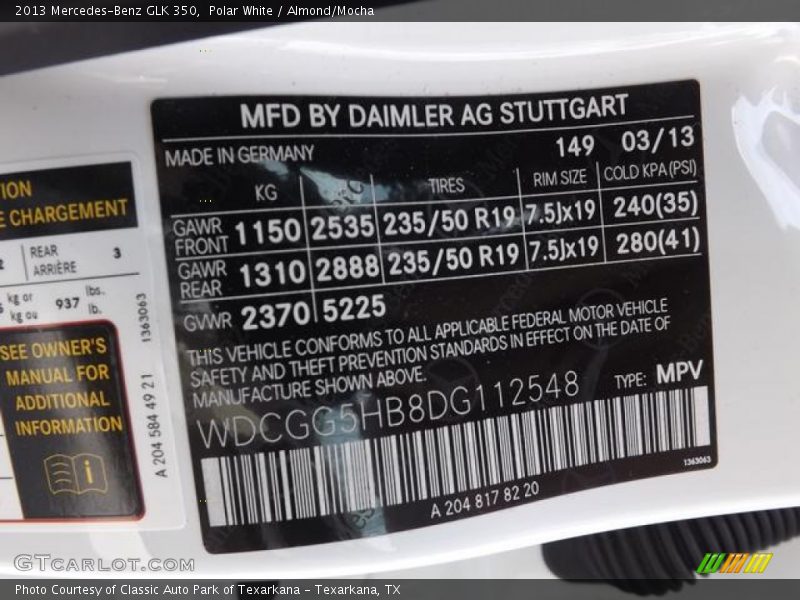 2013 Mercedes-Benz GLK 350, Polar White / Almond/Mocha
MFD BY DAIMLER AG STUTTGART
MADE IN GERMANY 149 03/13
KG TIRES RIM SIZE COLD KPA(PSI)
GAWR FRONT 1150 2535 235/50 R19 7.5Jx19 240(35)
GAWR REAR 1310 2888 235/50 R19 7.5Jx19 280(41)
GVWR 2370 5225
THIS VEHICLE CONFORMS TO ALL APPLICABLE FEDERAL MOTOR VEHICLE
SAFETY AND THEFT PREVENTION STANDARDS IN EFFECT ON THE DATE OF
MANUFACTURE SHOWN ABOVE.
WDCGG5HB8DG112548 TYPE: MPV
1363063
A 204 817 82 20
TION
E CHARGEMENT
2 REAR ARRIÈRE 3
kg or kg ou 937 lbs. lb.
SEE OWNER'S
MANUAL FOR
ADDITIONAL
INFORMATION
i
A 204 584 49 21 1363063
GTCARLOT.COM
Photo Courtesy of Classic Auto Park of Texarkana - Texarkana, TX